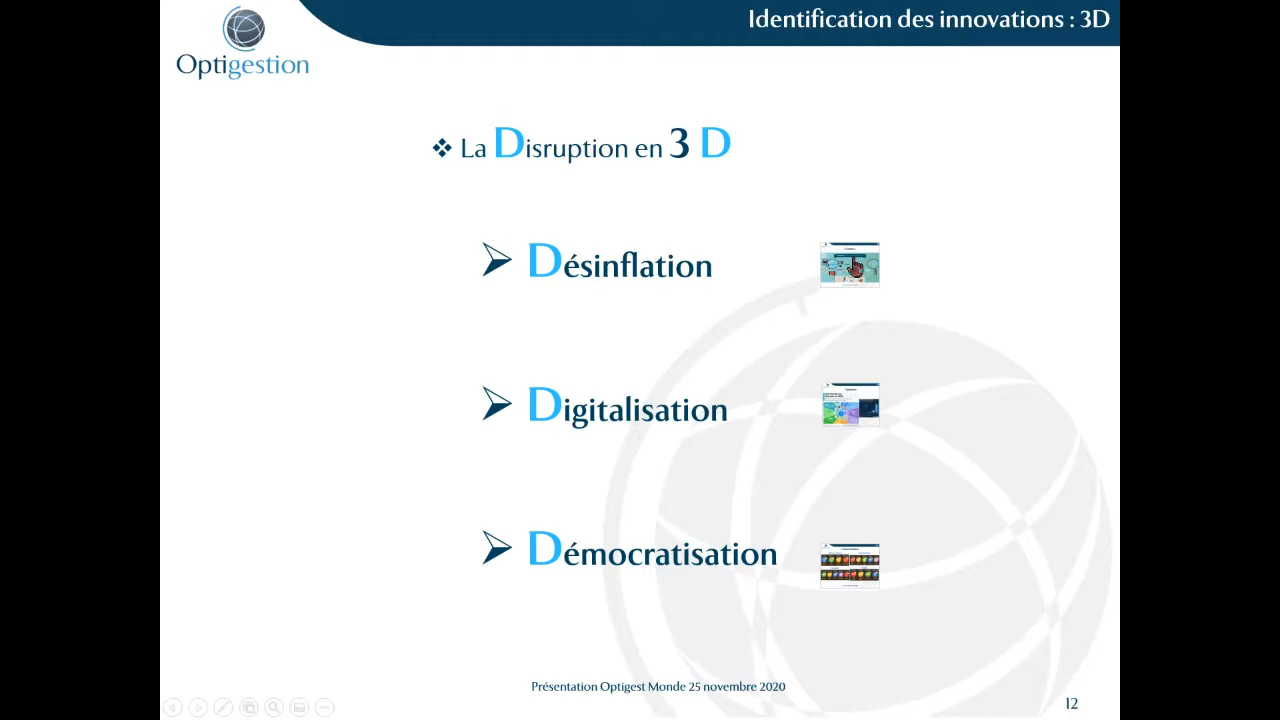 Identification des innovations : 3D
Optigestion
❖ La Disruption en 3 D
➢ Désinflation
➢ Digitalisation
➢ Démocratisation
Présentation Optigest Monde 25 novembre 2020
12